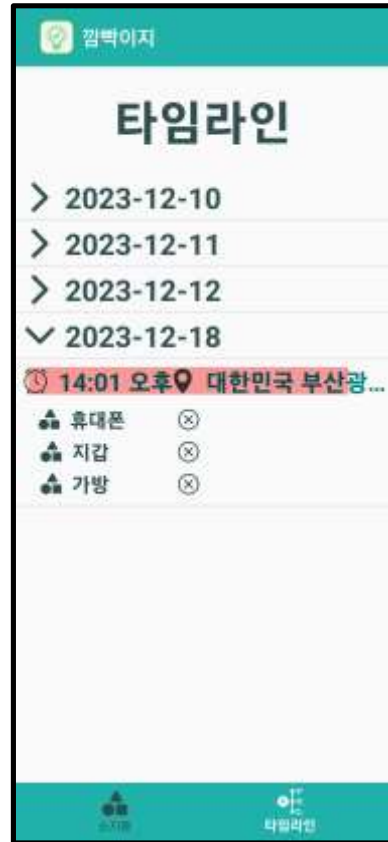 깜빡이지
타임라인
2023-12-10
2023-12-11
2023-12-12
2023-12-18
14:01 오후 대한민국 부산광...
휴대폰
지갑
가방
소지품 타임라인